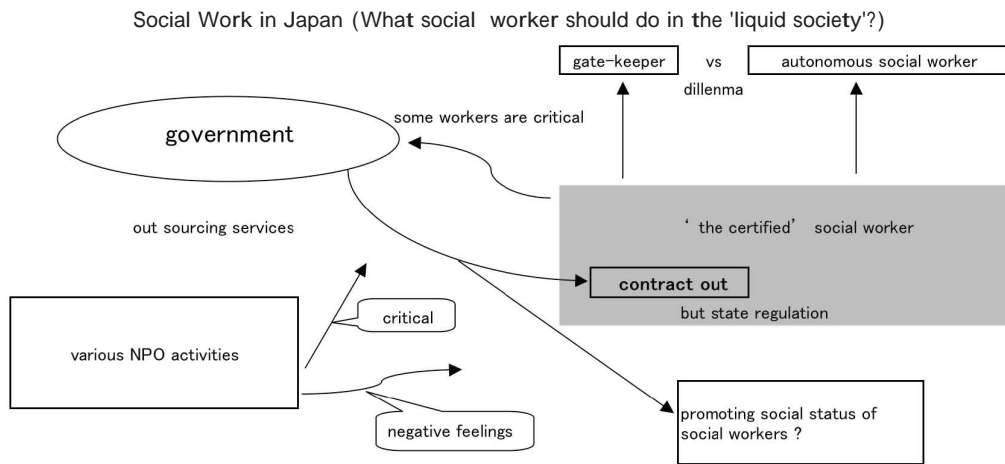 Social Work in Japan (What social worker should do in the 'liquid society'?)
gate-keeper
vs
autonomous social worker
dillenma
some workers are critical
government
out sourcing services
‘ the certified’ social worker
contract out
but state regulation
critical
various NPO activities
negative feelings
promoting social status of
social workers ?